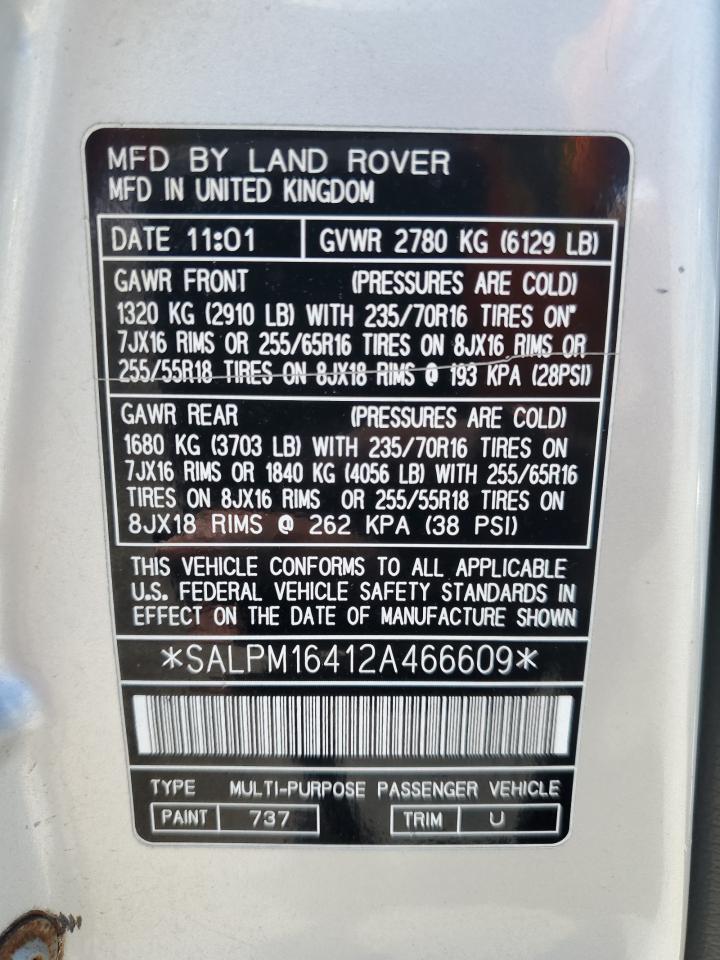 MFD BY LAND ROVER
MFD IN UNITED KINGDOM
DATE 11:01 GVWR 2780 KG (6129 LB)
GAWR FRONT (PRESSURES ARE COLD)
1320 KG (2910 LB) WITH 235/70R16 TIRES ON"
7JX16 RIMS OR 255/65R16 TIRES ON 8JX16 RIMS OR
255/55R18 TIRES ON 8JX18 RIMS @ 193 KPA (28PSI)
GAWR REAR (PRESSURES ARE COLD)
1680 KG (3703 LB) WITH 235/70R16 TIRES ON
7JX16 RIMS OR 1840 KG (4056 LB) WITH 255/65R16
TIRES ON 8JX16 RIMS OR 255/55R18 TIRES ON
8JX18 RIMS @ 262 KPA (38 PSI)
THIS VEHICLE CONFORMS TO ALL APPLICABLE
U.S. FEDERAL VEHICLE SAFETY STANDARDS IN
EFFECT ON THE DATE OF MANUFACTURE SHOWN
*SALPM16412A466609*
TYPE MULTI-PURPOSE PASSENGER VEHICLE
PAINT 737 TRIM U